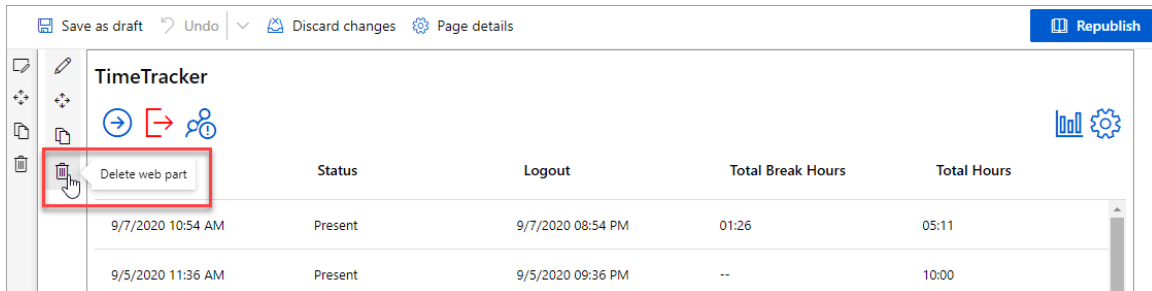 Save as draft Undo Discard changes Page details Republish
TimeTracker
Delete web part Status Logout Total Break Hours Total Hours
9/7/2020 10:54 AM Present 9/7/2020 08:54 PM 01:26 05:11
9/5/2020 11:36 AM Present 9/5/2020 09:36 PM -- 10:00